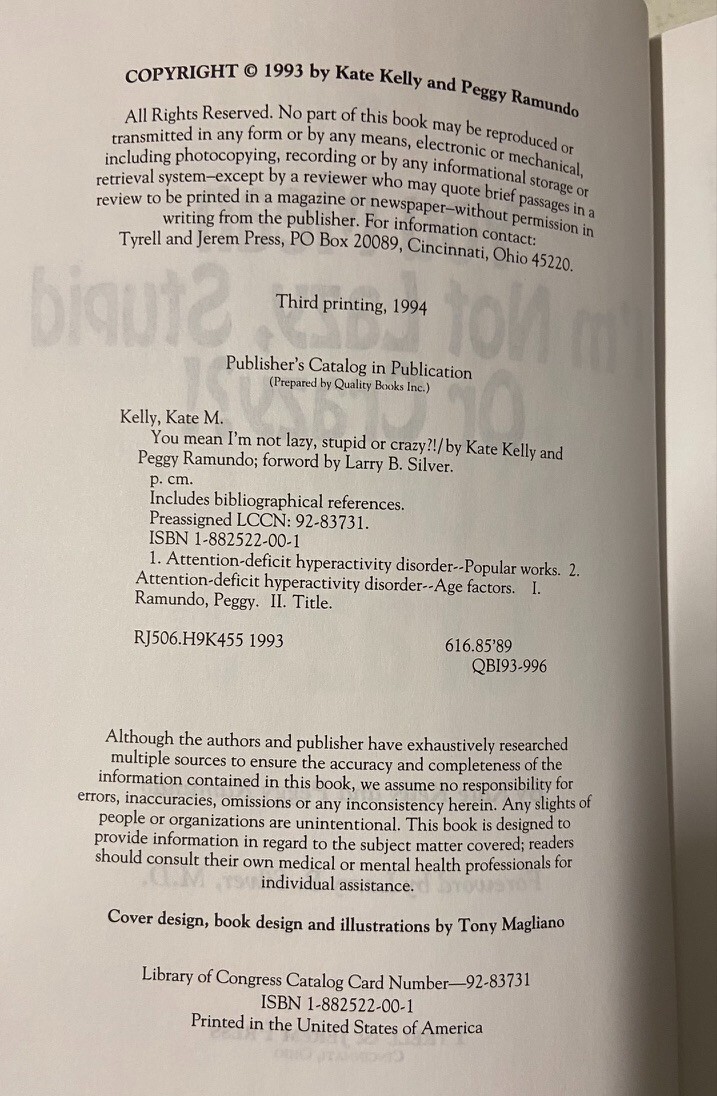 COPYRIGHT © 1993 by Kate Kelly and Peggy Ramundo
All Rights Reserved. No part of this book may be reproduced or
transmitted in any form or by any means, electronic or mechanical,
including photocopying, recording or by any informational storage or
retrieval system–except by a reviewer who may quote brief passages in a
review to be printed in a magazine or newspaper–without permission in
writing from the publisher. For information contact:
Tyrell and Jerem Press, PO Box 20089, Cincinnati, Ohio 45220.
Third printing, 1994
Publisher's Catalog in Publication
(Prepared by Quality Books Inc.)
Kelly, Kate M.
You mean I'm not lazy, stupid or crazy?!/by Kate Kelly and
Peggy Ramundo; forword by Larry B. Silver.
p. cm.
Includes bibliographical references.
Preassigned LCCN: 92-83731.
ISBN 1-882522-00-1
1. Attention-deficit hyperactivity disorder--Popular works. 2.
Attention-deficit hyperactivity disorder--Age factors. I.
Ramundo, Peggy. II. Title.
RJ506.H9K455 1993 616.85'89
QBI93-996
Although the authors and publisher have exhaustively researched
multiple sources to ensure the accuracy and completeness of the
information contained in this book, we assume no responsibility for
errors, inaccuracies, omissions or any inconsistency herein. Any slights of
people or organizations are unintentional. This book is designed to
provide information in regard to the subject matter covered; readers
should consult their own medical or mental health professionals for
individual assistance.
Cover design, book design and illustrations by Tony Magliano
Library of Congress Catalog Card Number—92-83731
ISBN 1-882522-00-1
Printed in the United States of America